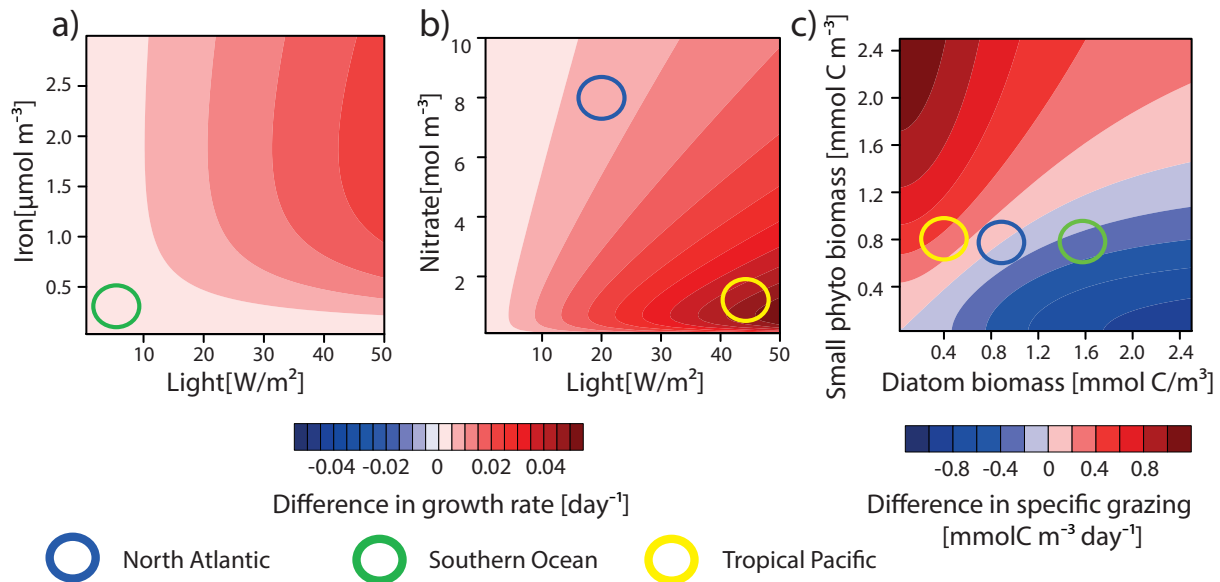 a)
Iron[µmol m⁻³]
2.5
2.0
1.5
1.0
0.5
10 20 30 40 50
Light[W/m²]
b)
Nitrate[mol m⁻³]
10
8
6
4
2
10 20 30 40 50
Light[W/m²]
c)
Small phyto biomass [mmol C m⁻³]
2.4
2.0
1.6
1.2
0.8
0.4
0.4 0.8 1.2 1.6 2.0 2.4
Diatom biomass [mmol C/m³]
-0.04 -0.02 0 0.02 0.04
Difference in growth rate [day⁻¹]
-0.8 -0.4 0 0.4 0.8
Difference in specific grazing
[mmolC m⁻³ day⁻¹]
North Atlantic
Southern Ocean
Tropical Pacific